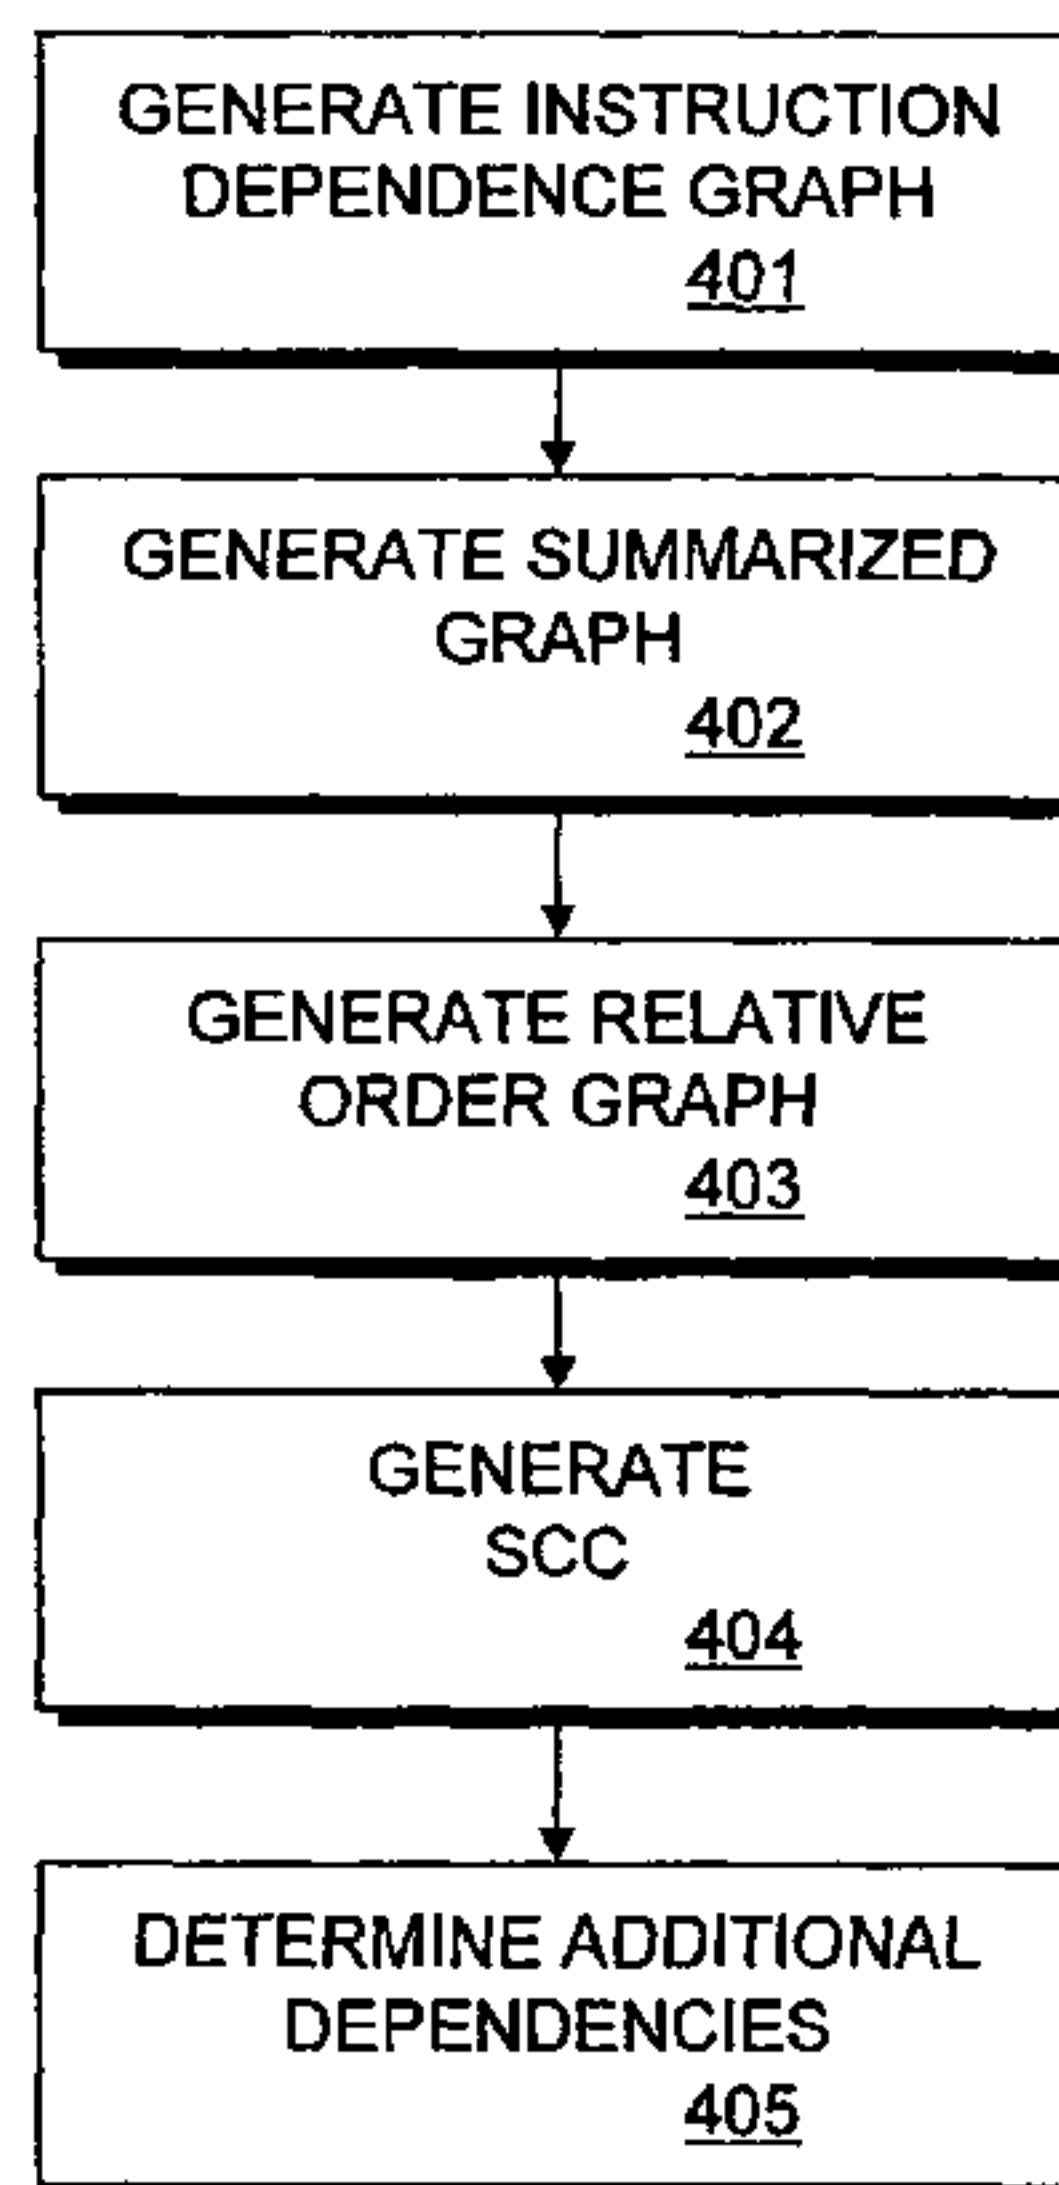 GENERATE INSTRUCTION
DEPENDENCE GRAPH
401
GENERATE SUMMARIZED
GRAPH
402
GENERATE RELATIVE
ORDER GRAPH
403
GENERATE
SCC
404
DETERMINE ADDITIONAL
DEPENDENCIES
405